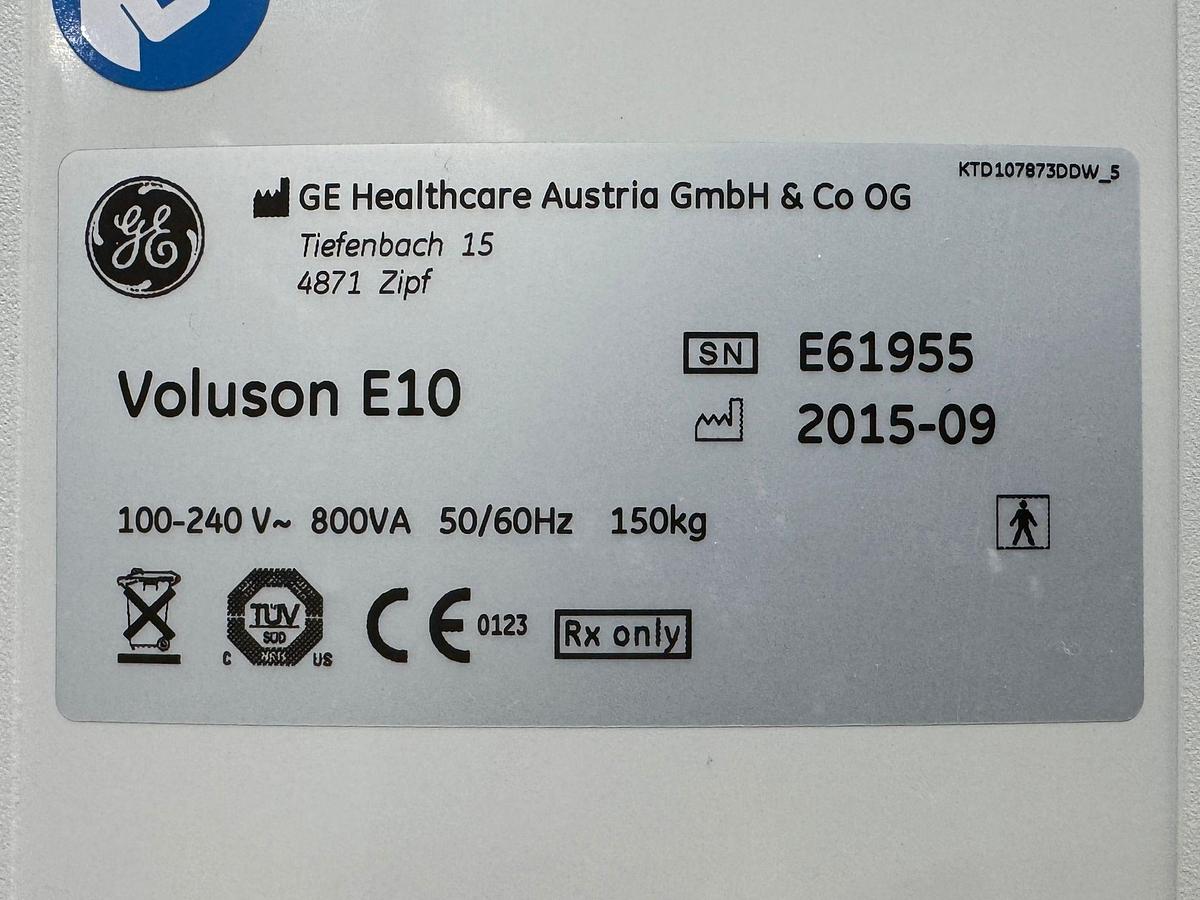 KTD107873DDW_5
GE
GE Healthcare Austria GmbH & Co OG
Tiefenbach 15
4871 Zipf
SN E61955
Voluson E10
2015-09
100-240 V~ 800VA 50/60Hz 150kg
TÜV
SÜD
C US
CE 0123
Rx only